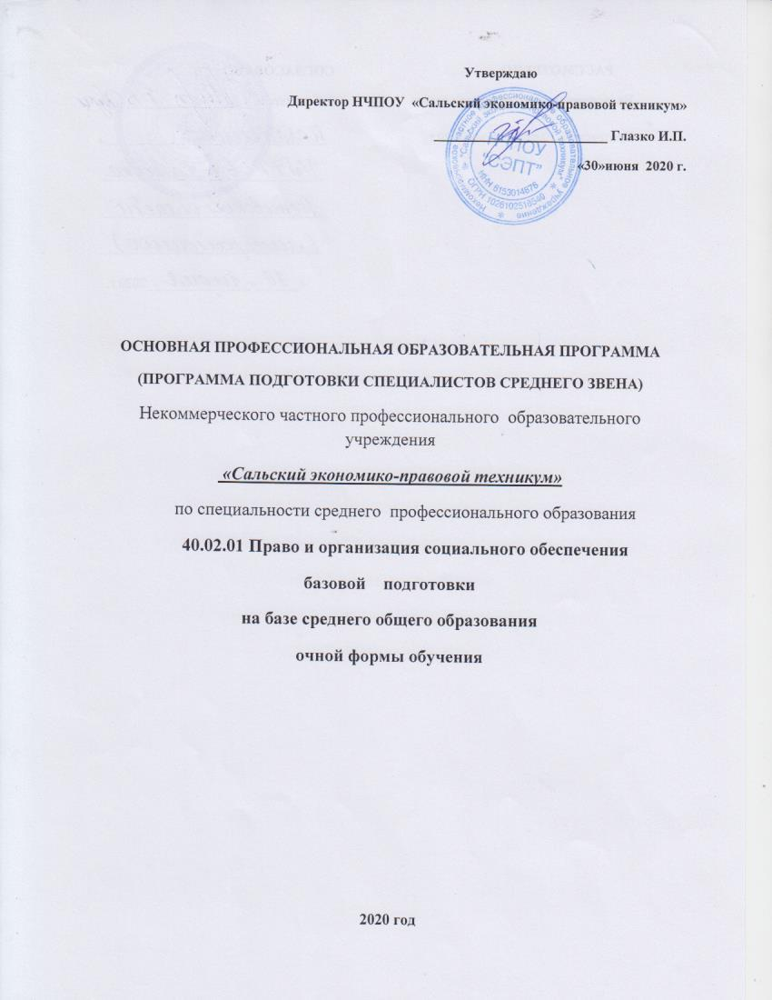 Утверждаю
Директор НЧПОУ «Сальский экономико-правовой техникум»
Глазко И.П.
«30»июня 2020 г.
НЧПОУ
"СЭПТ"
ИНН 6153014876
ОГРН 1026102518540
ОСНОВНАЯ ПРОФЕССИОНАЛЬНАЯ ОБРАЗОВАТЕЛЬНАЯ ПРОГРАММА
(ПРОГРАММА ПОДГОТОВКИ СПЕЦИАЛИСТОВ СРЕДНЕГО ЗВЕНА)
Некоммерческого частного профессионального образовательного
учреждения
«Сальский экономико-правовой техникум»
по специальности среднего профессионального образования
40.02.01 Право и организация социального обеспечения
базовой подготовки
на базе среднего общего образования
очной формы обучения
2020 год